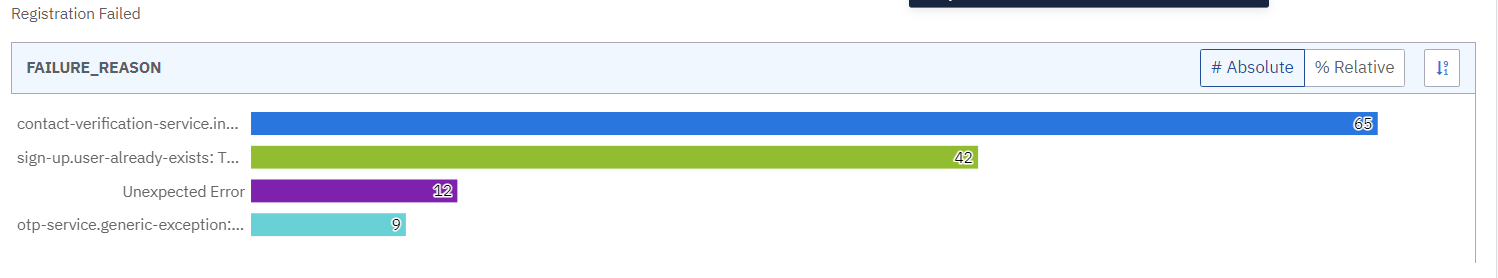 Registration Failed
FAILURE_REASON
# Absolute
% Relative
contact-verification-service.in...
65
sign-up.user-already-exists: T...
42
Unexpected Error
12
otp-service.generic-exception:...
9